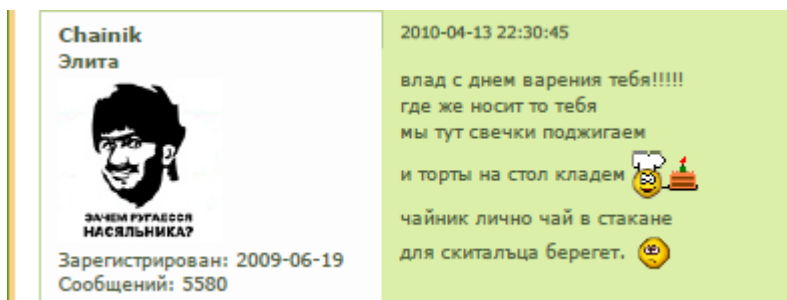 Chainik
Элита
ЗАЧЕМ РУГАЕССЯ
НАСЯЛЬНИКА?
Зарегистрирован: 2009-06-19
Сообщений: 5580
2010-04-13 22:30:45
влад с днем варения тебя!!!!!
где же носит то тебя
мы тут свечки поджигаем
и торты на стол кладем
чайник лично чай в стакане
для скиталъца берегет.